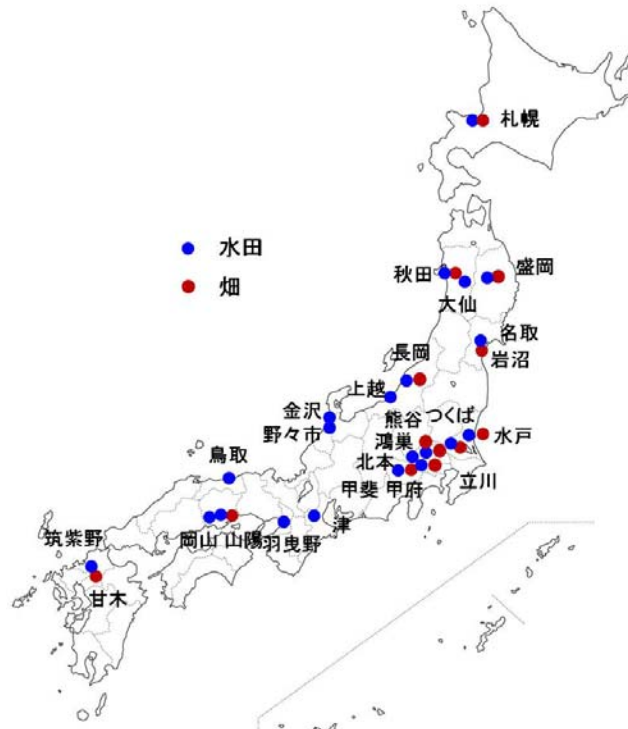 札幌
水田
畑
秋田
盛岡
大仙
名取
岩沼
長岡
上越
金沢
野々市
熊谷
つくば
鴻巣
水戸
北本
鳥取
甲斐
甲府
立川
筑紫野
岡山
山陽
羽曳野
津
甘木